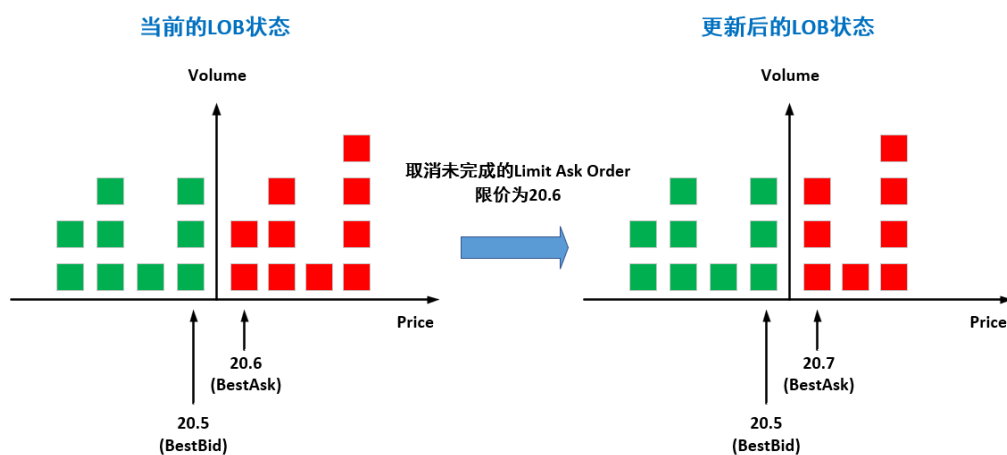 当前的LOB状态
更新后的LOB状态
Volume
Volume
取消未完成的Limit Ask Order
限价为20.6
Price
Price
20.6
(BestAsk)
20.7
(BestAsk)
20.5
(BestBid)
20.5
(BestBid)